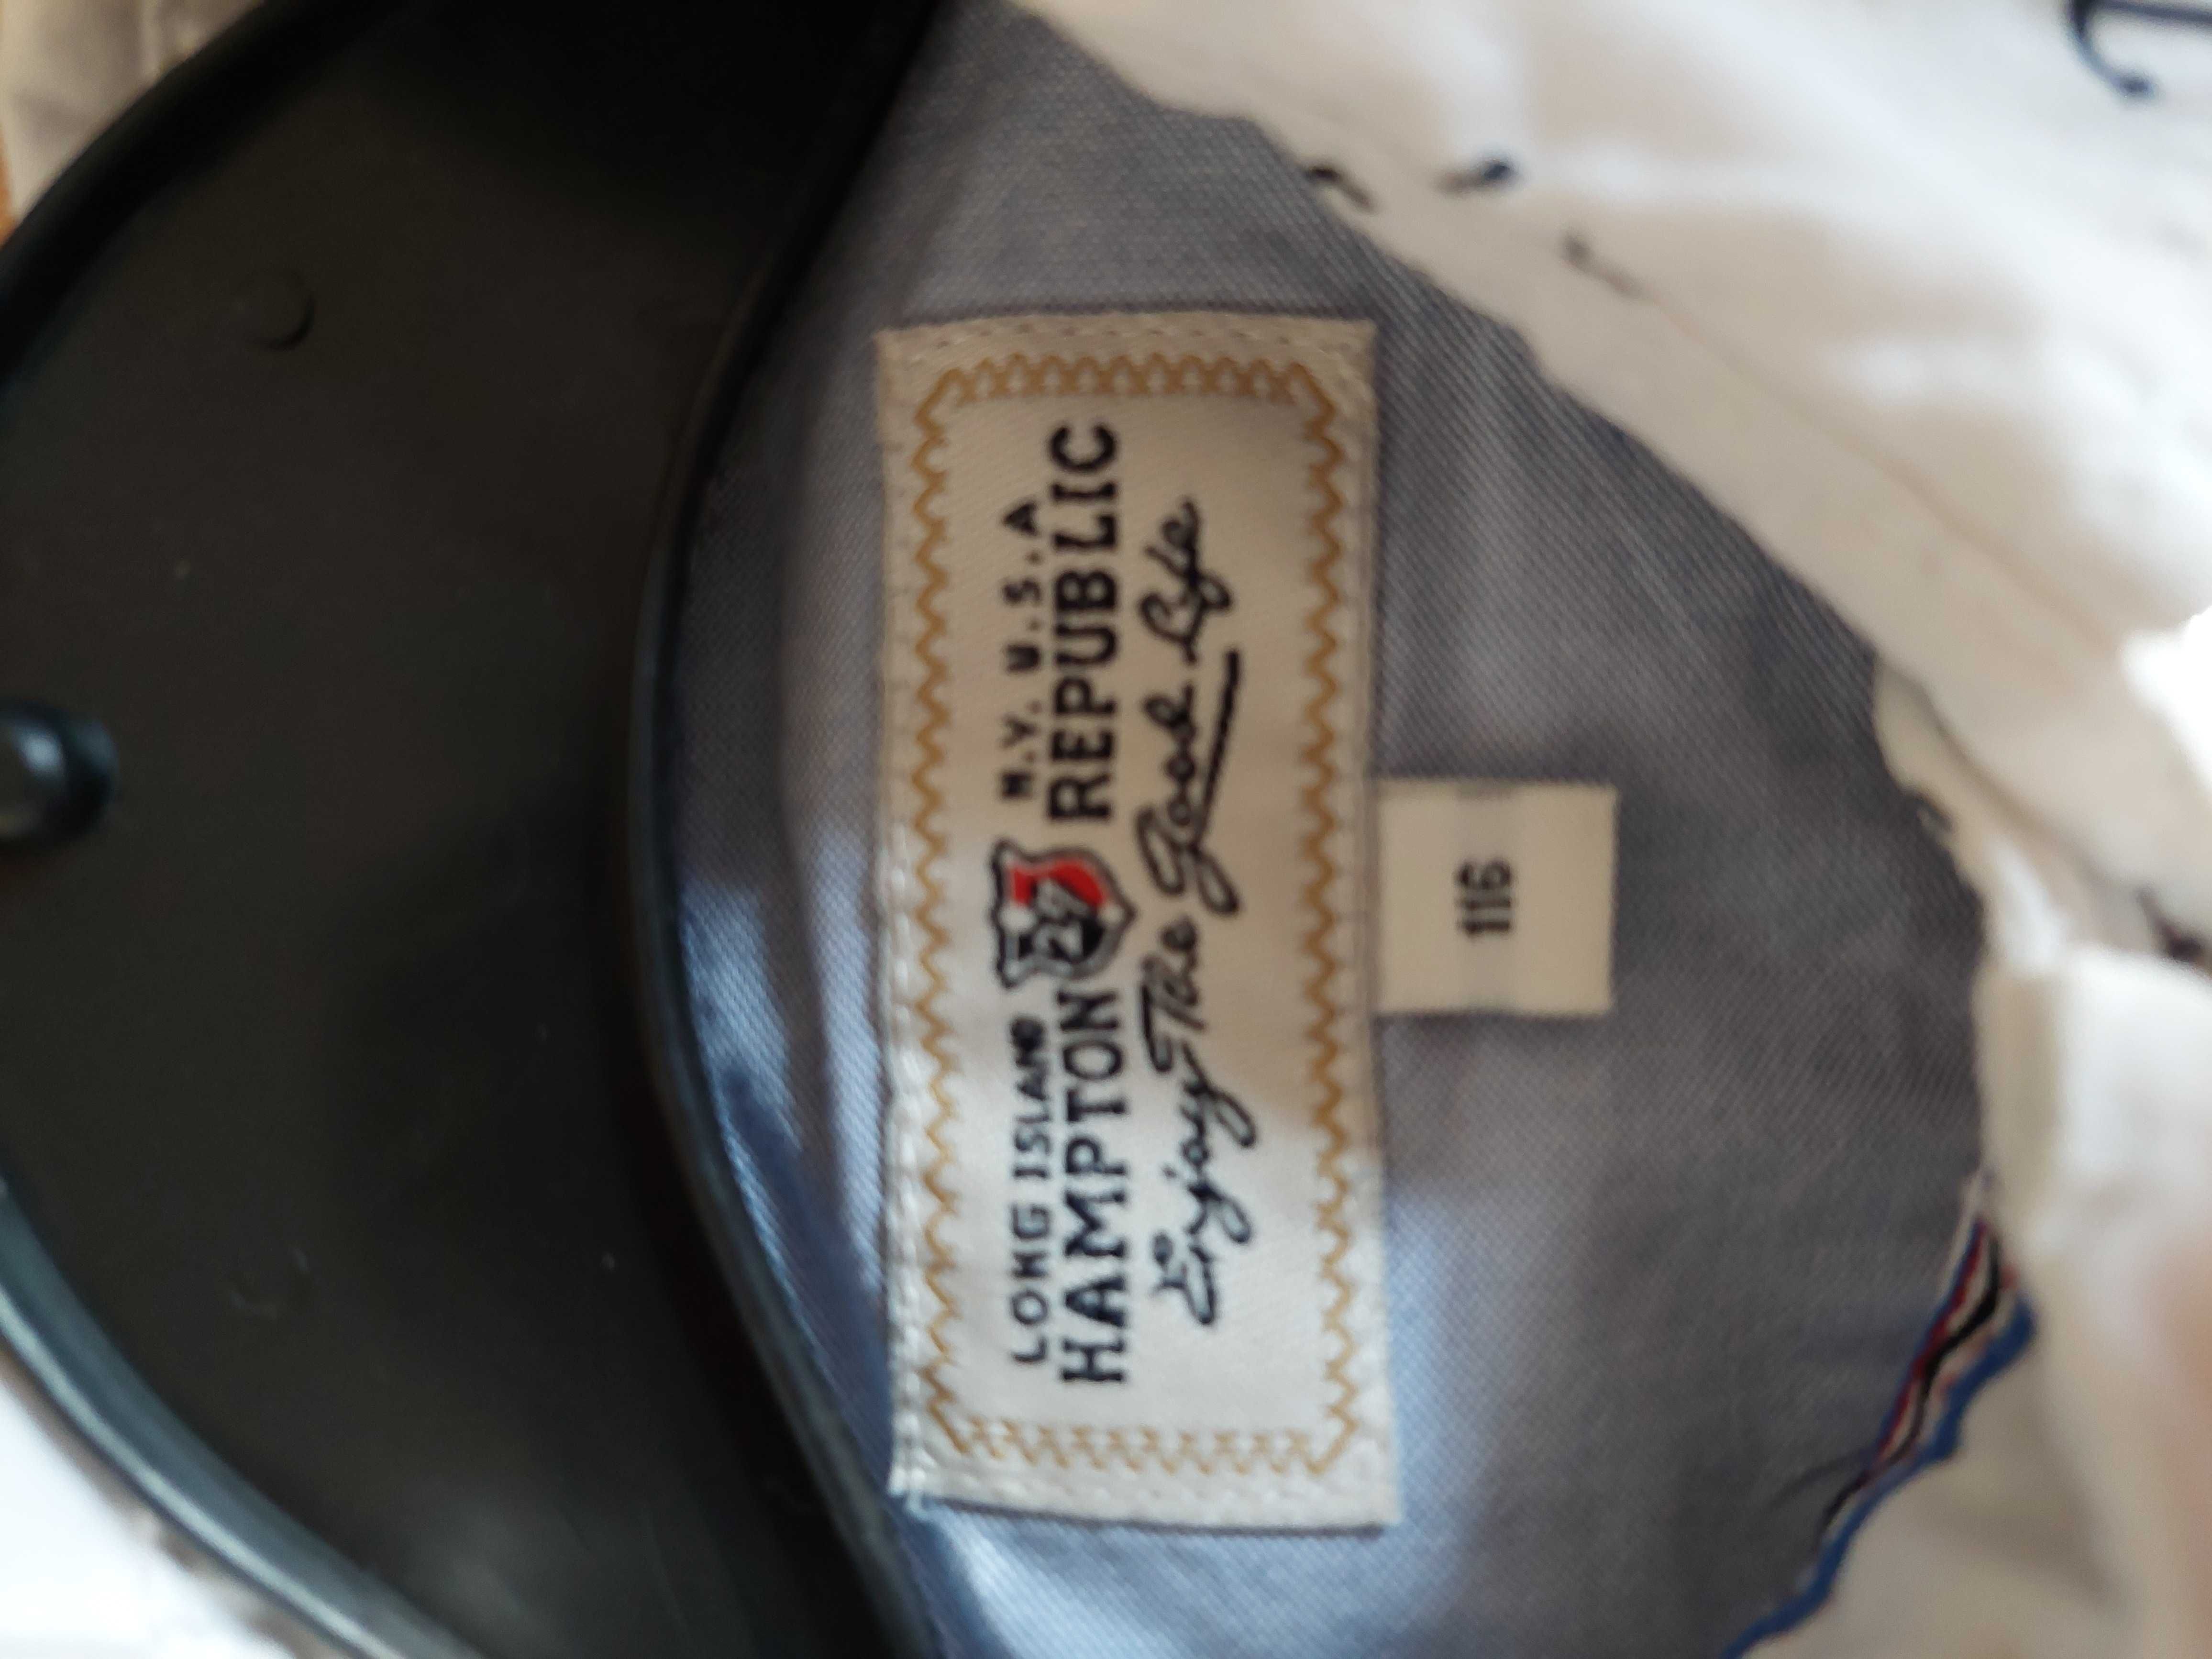 LONG ISLAND N.Y. U.S.A
HAMPTON 27 REPUBLIC
Enjoy The Good Life
116